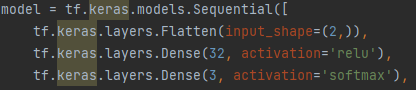 model = tf.keras.models.Sequential([
    tf.keras.layers.Flatten(input_shape=(2,)),
    tf.keras.layers.Dense(32, activation='relu'),
    tf.keras.layers.Dense(3, activation='softmax'),